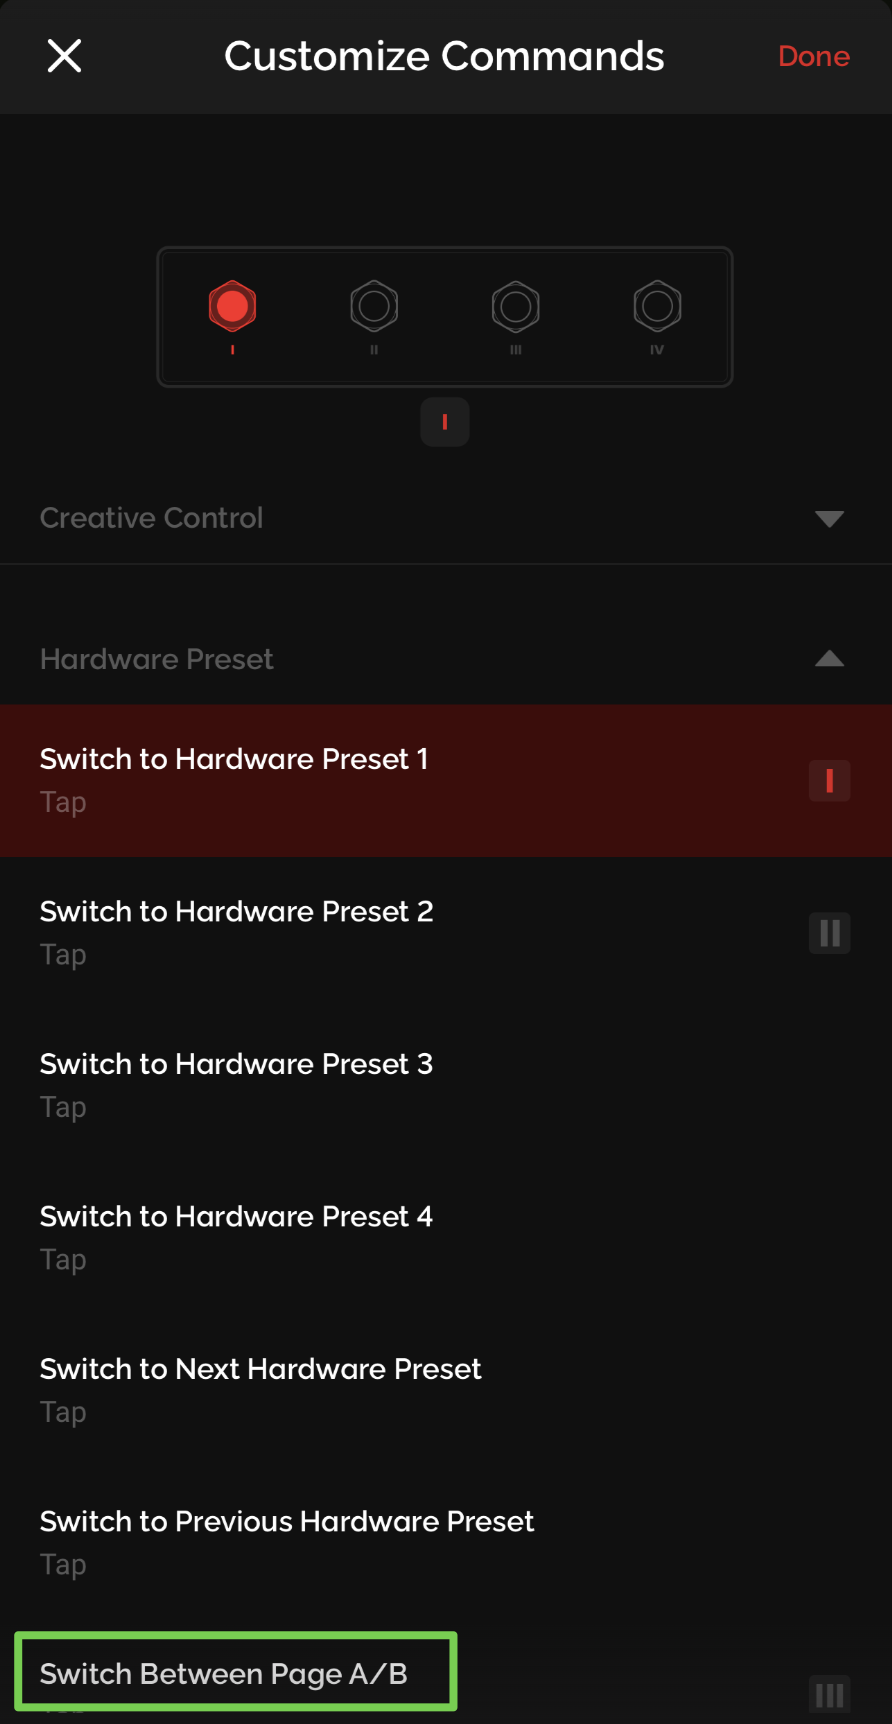 Customize Commands
Done
I
II
III
IV
I
Creative Control
Hardware Preset
Switch to Hardware Preset 1
Tap
I
Switch to Hardware Preset 2
Tap
II
Switch to Hardware Preset 3
Tap
Switch to Hardware Preset 4
Tap
Switch to Next Hardware Preset
Tap
Switch to Previous Hardware Preset
Tap
Switch Between Page A/B
III